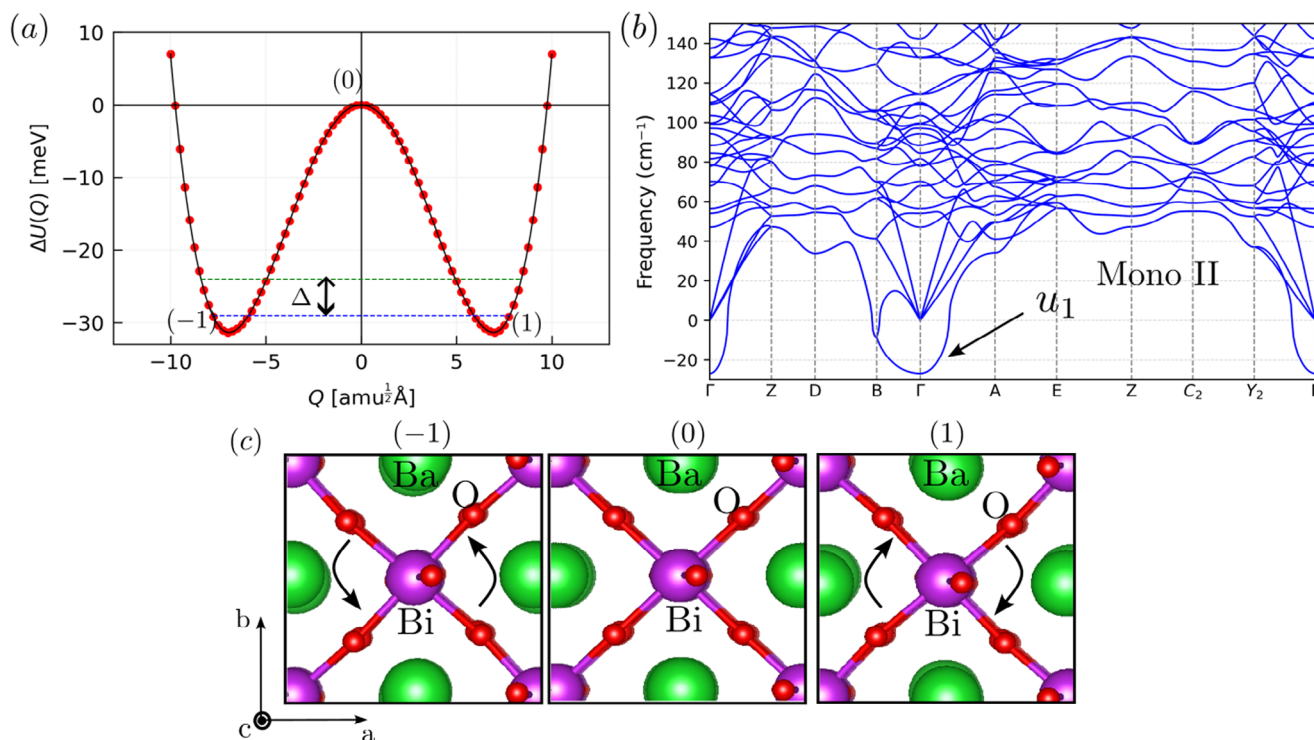 (a)
10
0
−10
−20
−30
ΔU(Q) [meV]
(0)
Δ
(−1)
(1)
−10 −5 0 5 10
Q [amu^{1/2}Å]
(b)
140
120
100
80
60
40
20
0
−20
Frequency (cm⁻¹)
Mono II
u₁
Γ Z D B Γ A E Z C₂ Y₂
(c)
(−1) (0) (1)
Ba Ba
O O O
Bi Bi Bi
b
c a